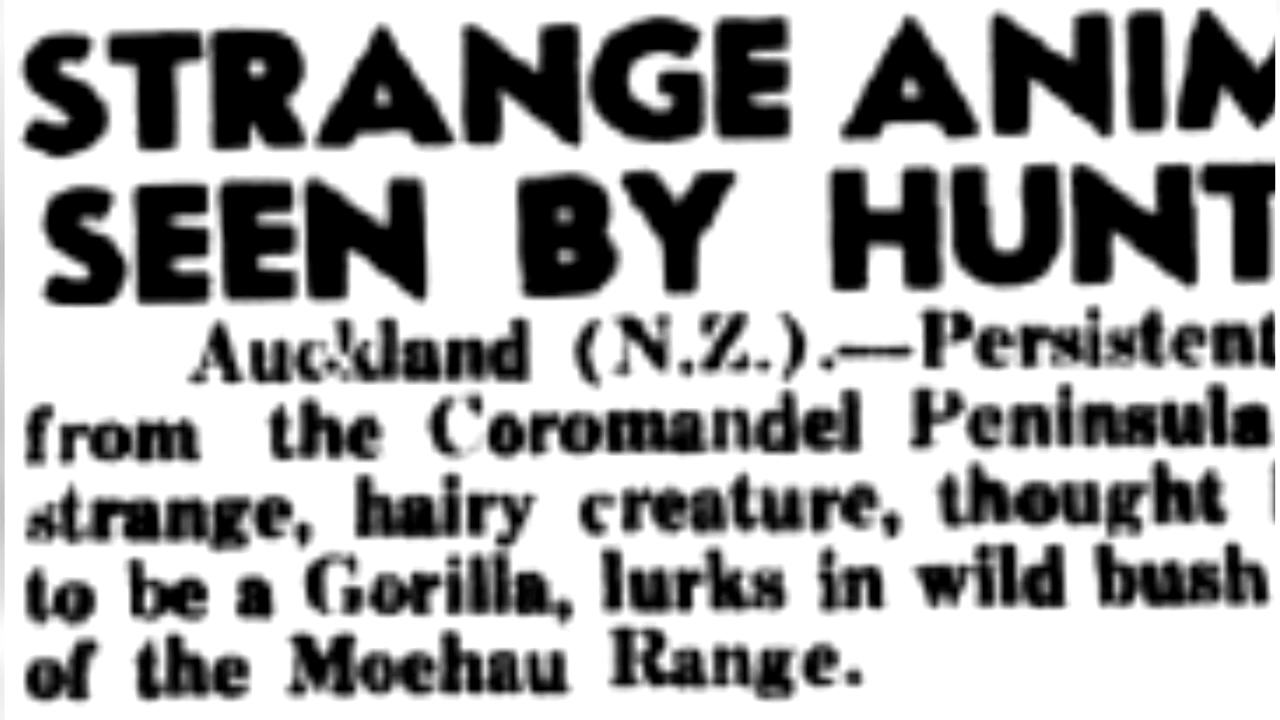 STRANGE ANIM
SEEN BY HUNT
Auckland (N.Z.).—Persistent
from the Coromandel Peninsula
strange, hairy creature, thought
to be a Gorilla, lurks in wild bush
of the Moehau Range.